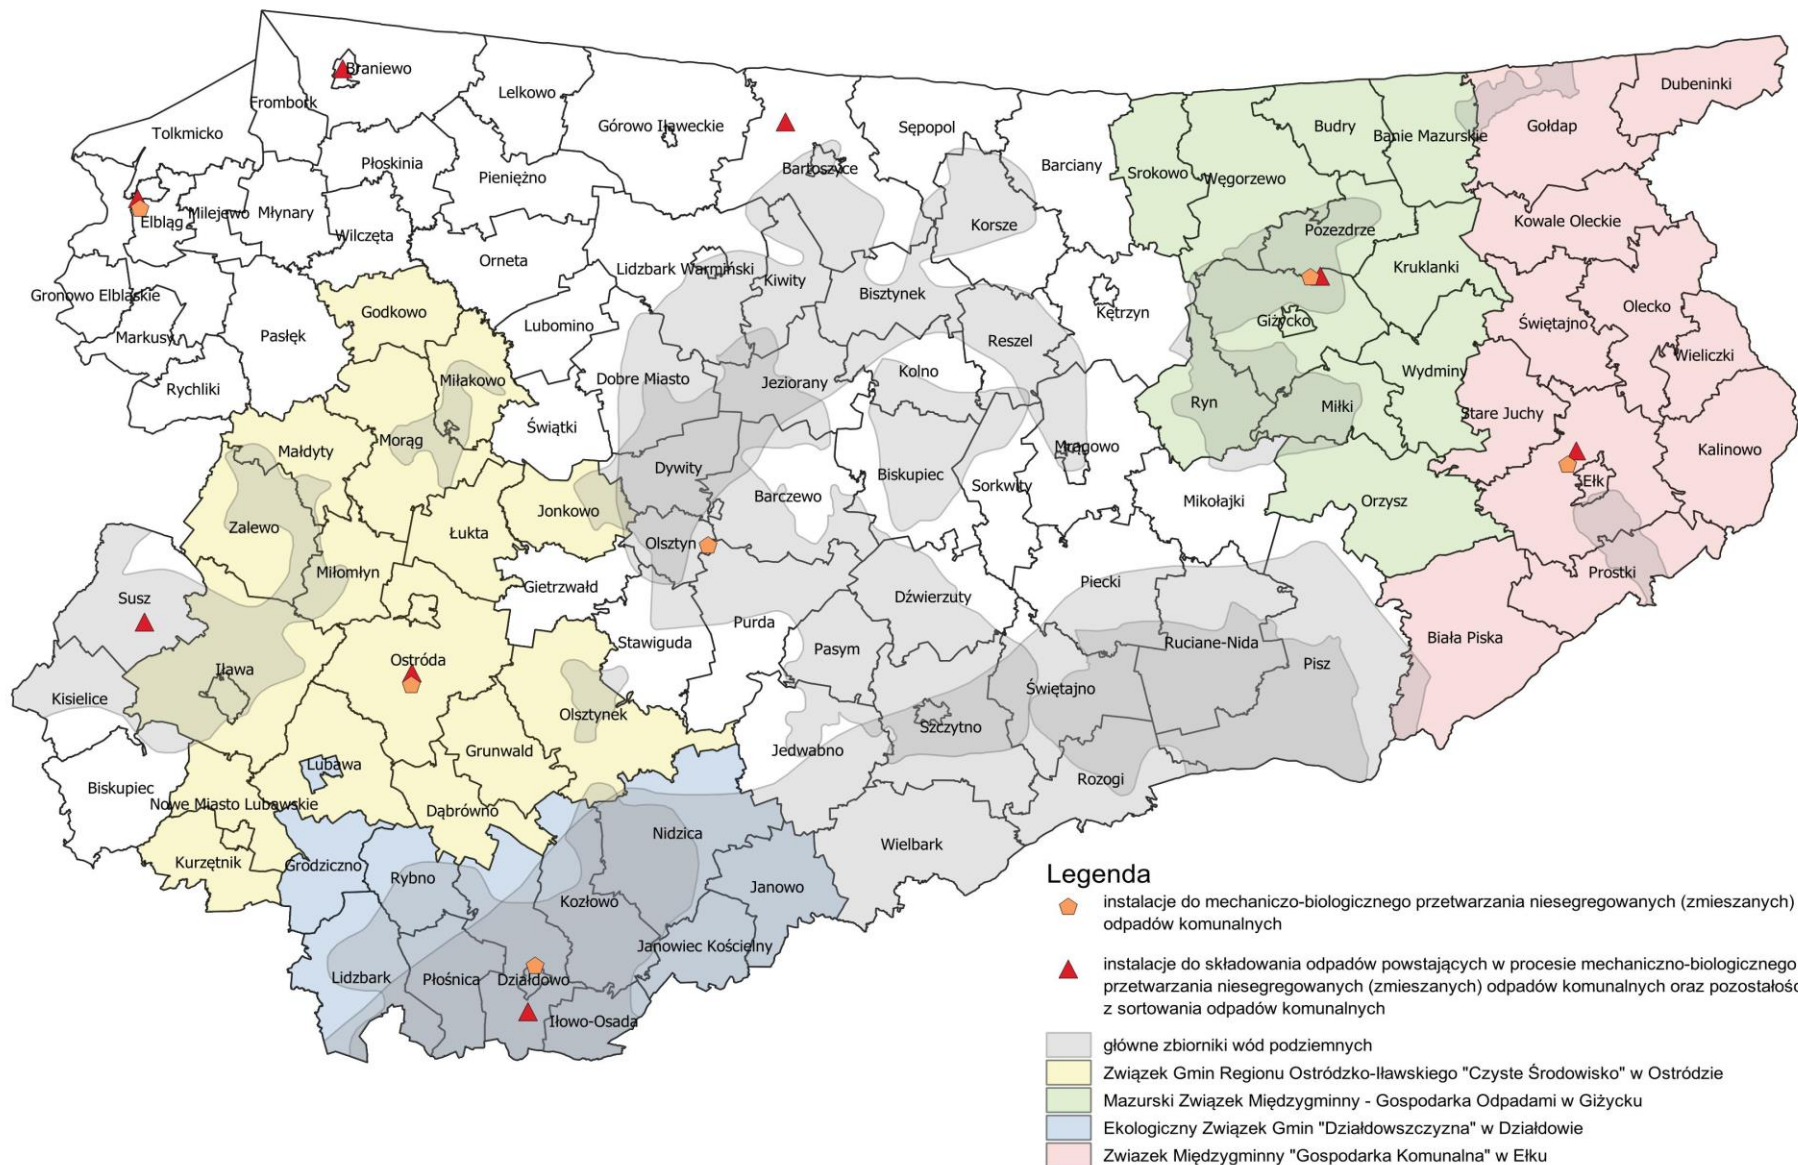 Braniewo
Lelkowo
Frombork
Tolkmicko
Górowo Iławeckie
Sępopol
Bartoszyce
Barciany
Srokowo
Węgorzewo
Budry
Banie Mazurskie
Gołdap
Dubeninki
Płoskinia
Pieniężno
Elbląg
Milejewo
Młynary
Wilczęta
Orneta
Lidzbark Warmiński
Kiwity
Bisztynek
Korsze
Pozezdrze
Kowale Oleckie
Kruklanki
Gronowo Elbląskie
Markusy
Pasłęk
Godkowo
Lubomino
Kętrzyn
Giżycko
Świętajno
Olecko
Wieliczki
Rychliki
Miłakowo
Dobre Miasto
Jeziorany
Kolno
Reszel
Wydminy
Ryn
Miłki
Stare Juchy
Kalinowo
Małdyty
Morąg
Świątki
Dywity
Barczewo
Biskupiec
Mrągowo
Sorkwity
Mikołajki
Orzysz
Ełk
Zalewo
Łukta
Jonkowo
Olsztyn
Miłomłyn
Gietrzwałd
Piecki
Prostki
Susz
Dźwierzuty
Purda
Stawiguda
Pasym
Ruciane-Nida
Pisz
Biała Piska
Iława
Ostróda
Kisielice
Świętajno
Olsztynek
Szczytno
Grunwald
Jedwabno
Lubawa
Rozogi
Biskupiec
Nowe Miasto Lubawskie
Dąbrówno
Nidzica
Wielbark
Kurzętnik
Grodziczno
Rybno
Janowo
Kozłowo
Janowiec Kościelny
Lidzbark
Płośnica
Działdowo
Iłowo-Osada
Legenda
instalacje do mechaniczo-biologicznego przetwarzania niesegregowanych (zmieszanych)
odpadów komunalnych
instalacje do składowania odpadów powstających w procesie mechaniczno-biologicznego
przetwarzania niesegregowanych (zmieszanych) odpadów komunalnych oraz pozostałośc
z sortowania odpadów komunalnych
główne zbiorniki wód podziemnych
Związek Gmin Regionu Ostródzko-Iławskiego "Czyste Środowisko" w Ostródzie
Mazurski Związek Międzygminny - Gospodarka Odpadami w Giżycku
Ekologiczny Związek Gmin "Działdowszczyzna" w Działdowie
Zwiazek Międzygminny "Gospodarka Komunalna" w Ełku